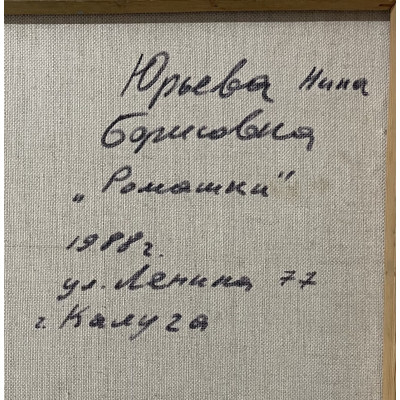 Юрьева Нина
Борисовна
„Ромашки"
1988г.
ул. Ленина 77
г. Калуга